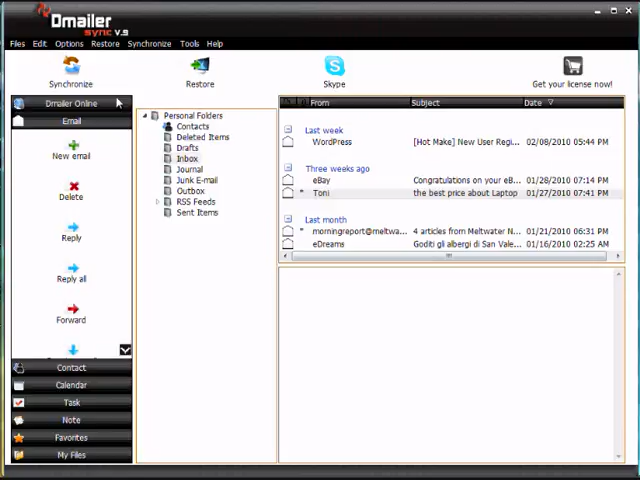 Dmailer
sync v.9
Files Edit Options Restore Synchronize Tools Help
Synchronize Restore Skype Get your license now!
Dmailer Online
Email
New email
Delete
Reply
Reply all
Forward
Contact
Calendar
Task
Note
Favorites
My Files
Personal Folders
Contacts
Deleted Items
Drafts
Inbox
Journal
Junk E-mail
Outbox
RSS Feeds
Sent Items
From Subject Date
Last week
WordPress [Hot Make] New User Regi... 02/08/2010 05:44 PM
Three weeks ago
eBay Congratulations on your eB... 01/28/2010 07:14 PM
Toni the best price about Laptop 01/27/2010 07:41 PM
Last month
morningreport@meltwa... 4 articles from Meltwater N... 01/21/2010 06:31 PM
eDreams Goditi gli albergi di San Vale... 01/16/2010 02:25 AM